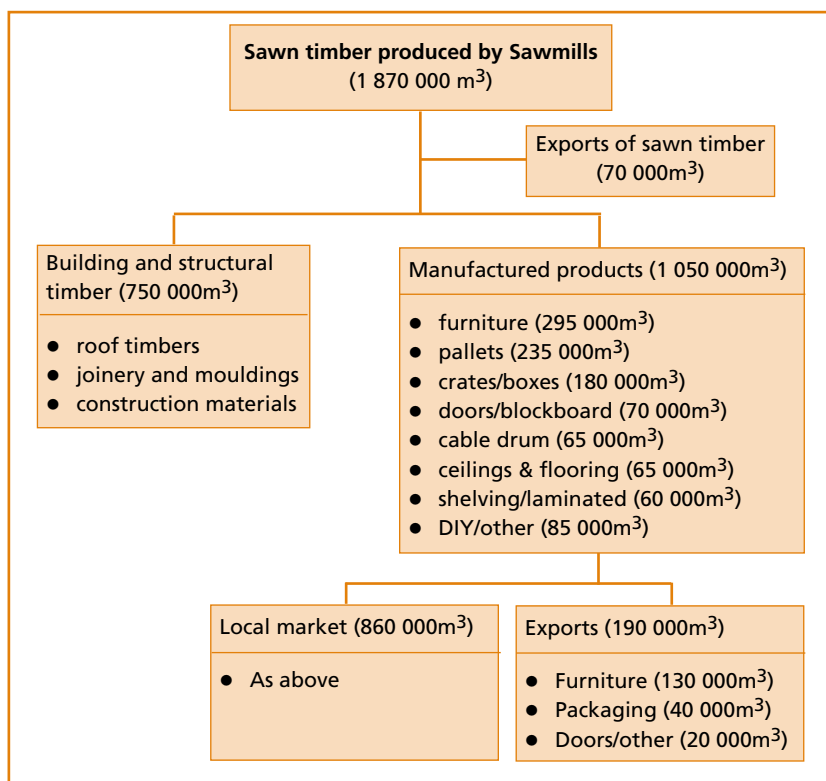 Sawn timber produced by Sawmills
(1 870 000 m³)
Exports of sawn timber
(70 000m³)
Building and structural
timber (750 000m³)
● roof timbers
● joinery and mouldings
● construction materials
Manufactured products (1 050 000m³)
● furniture (295 000m³)
● pallets (235 000m³)
● crates/boxes (180 000m³)
● doors/blockboard (70 000m³)
● cable drum (65 000m³)
● ceilings & flooring (65 000m³)
● shelving/laminated (60 000m³)
● DIY/other (85 000m³)
Local market (860 000m³)
● As above
Exports (190 000m³)
● Furniture (130 000m³)
● Packaging (40 000m³)
● Doors/other (20 000m³)